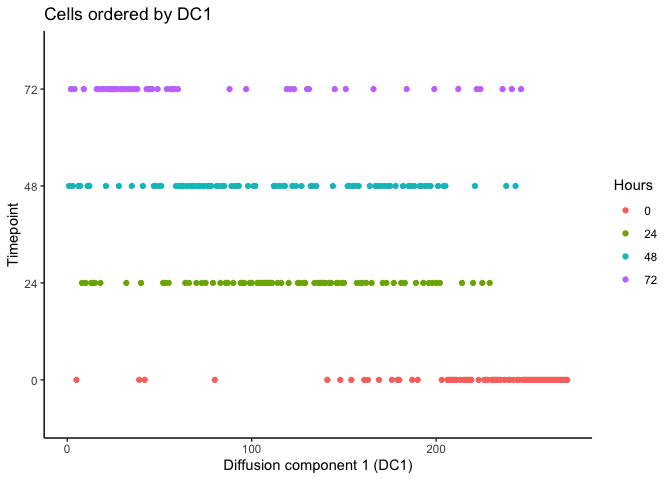 Cells ordered by DC1
72
48
24
0
Timepoint
0 100 200
Diffusion component 1 (DC1)
Hours
0
24
48
72